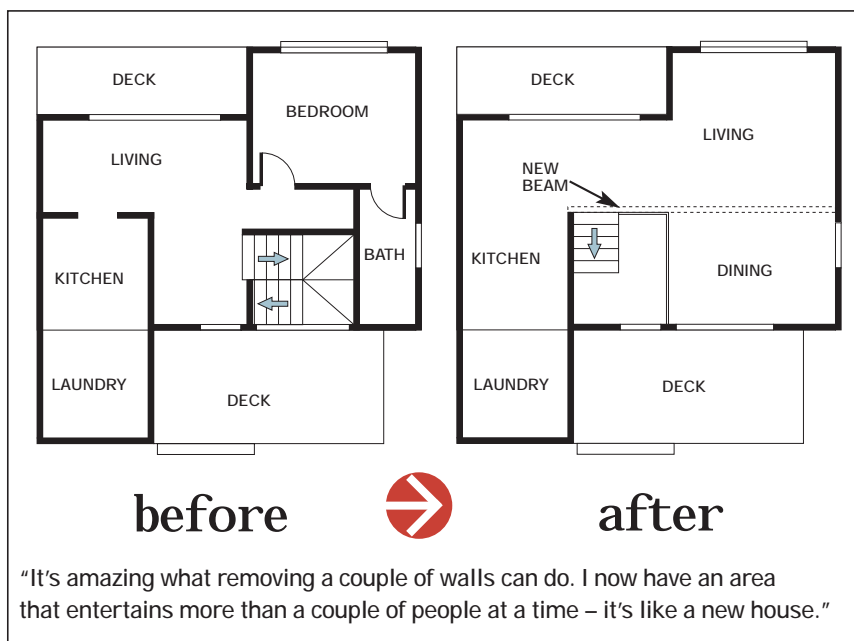 DECK
BEDROOM
LIVING
KITCHEN
BATH
LAUNDRY
DECK
DECK
LIVING
NEW
BEAM
KITCHEN
DINING
LAUNDRY
DECK
before
after
“It’s amazing what removing a couple of walls can do. I now have an area
that entertains more than a couple of people at a time – it’s like a new house.”